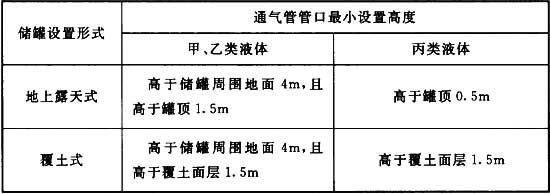 储罐设置形式
通气管管口最小设置高度
甲、乙类液体
丙类液体
地上露天式
高于储罐周围地面 4m,且
高于罐顶 1.5m
高于罐顶 0.5m
覆土式
高于储罐周围地面 4m,且
高于覆土面层 1.5m
高于覆土面层 1.5m